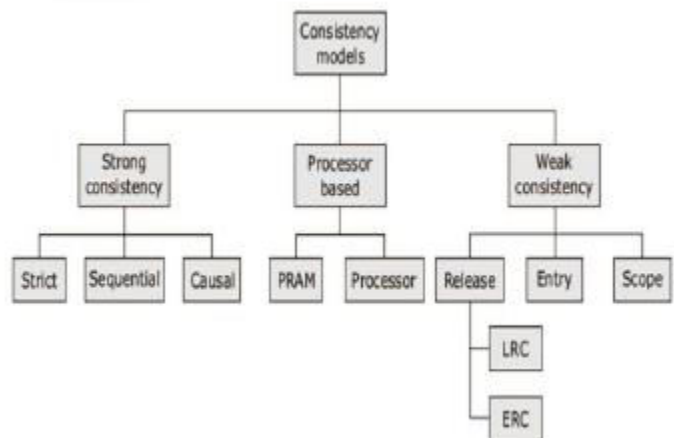 Consistency
models
Strong
consistency
Processor
based
Weak
consistency
Strict
Sequential
Causal
PRAM
Processor
Release
Entry
Scope
LRC
ERC